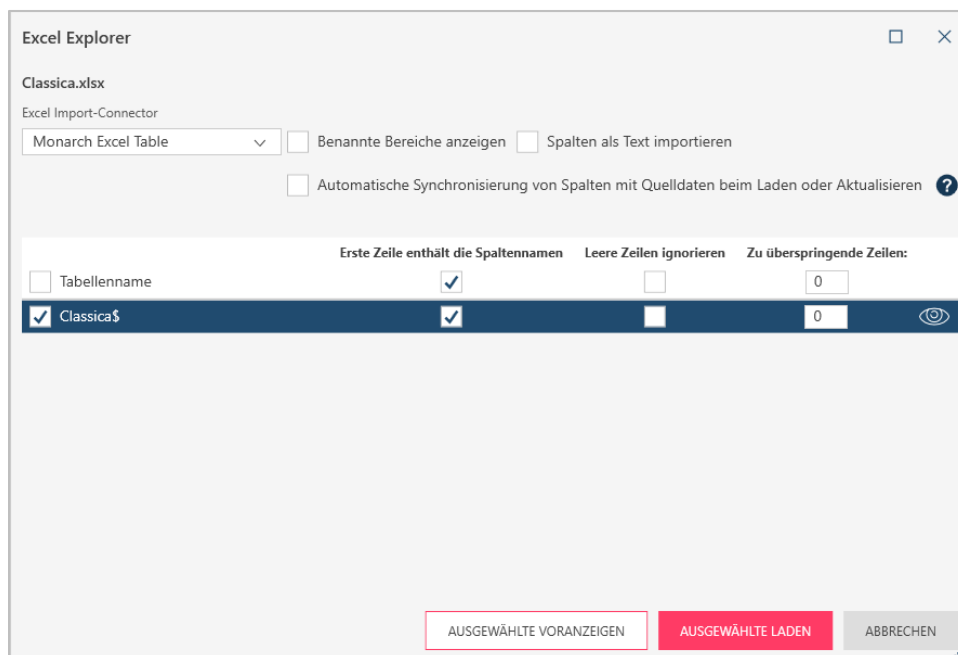 Excel Explorer
Classica.xlsx
Excel Import-Connector
Monarch Excel Table Benannte Bereiche anzeigen Spalten als Text importieren
Automatische Synchronisierung von Spalten mit Quelldaten beim Laden oder Aktualisieren ?
Erste Zeile enthält die Spaltennamen Leere Zeilen ignorieren Zu überspringende Zeilen:
Tabellenname 0
Classica$ 0
AUSGEWÄHLTE VORANZEIGEN AUSGEWÄHLTE LADEN ABBRECHEN